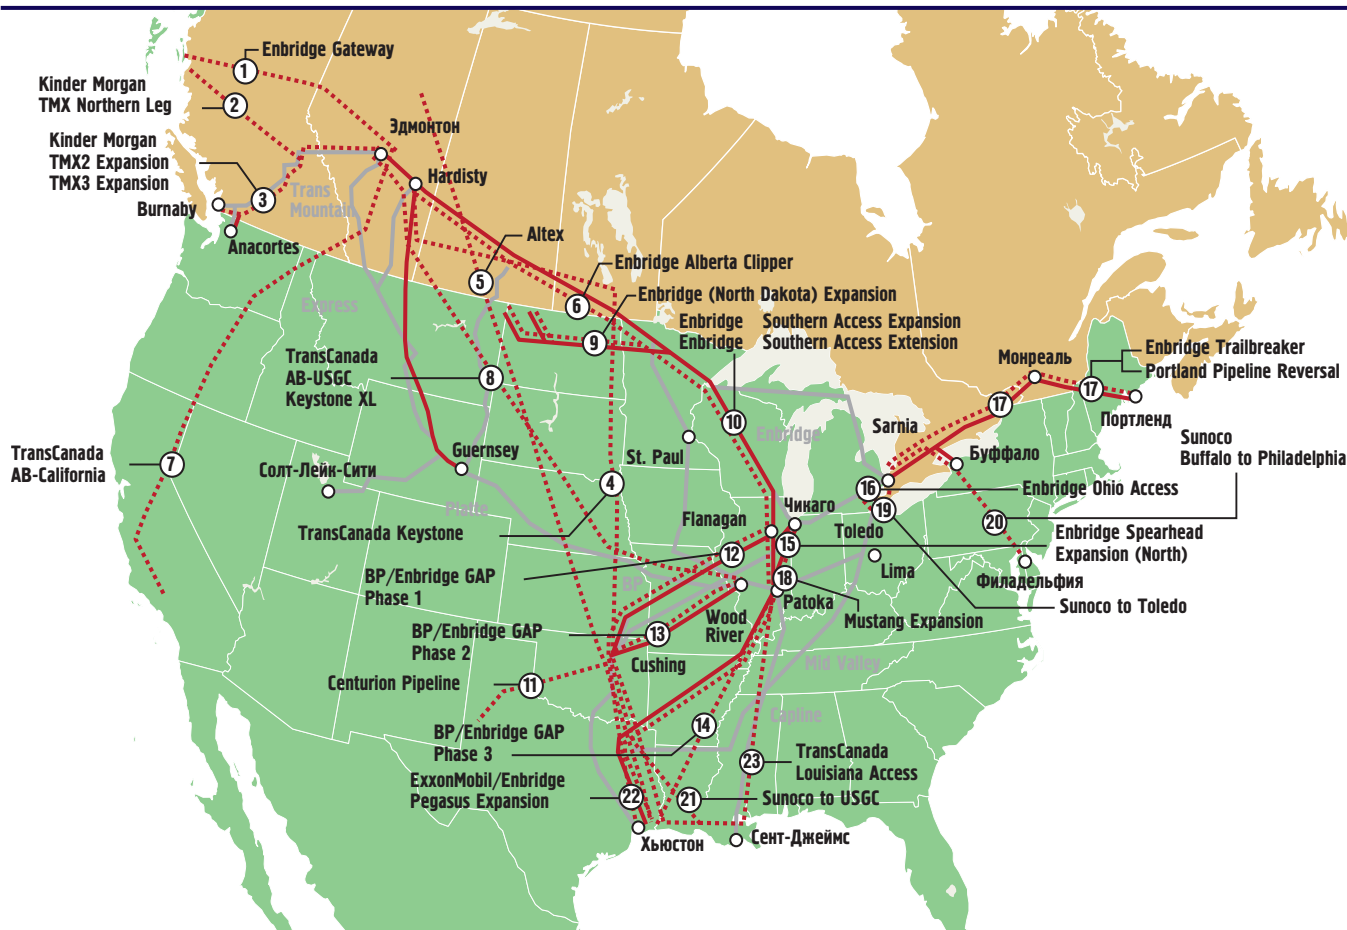 Enbridge Gateway
1
Kinder Morgan
TMX Northern Leg
2
Эдмонтон
Kinder Morgan
TMX2 Expansion
TMX3 Expansion
3
Trans
Mountain
Hardisty
Burnaby
Anacortes
Altex
5
Enbridge Alberta Clipper
6
Enbridge (North Dakota) Expansion
9
Express
Enbridge Southern Access Expansion
Enbridge Southern Access Extension
10
TransCanada
AB-USGC
Keystone XL
8
Монреаль
Enbridge Trailbreaker
Portland Pipeline Reversal
17
17
Портленд
Sarnia
Enbridge
TransCanada
AB-California
7
Солт-Лейк-Сити
Guernsey
St. Paul
4
Буффало
Sunoco
Buffalo to Philadelphia
16
Enbridge Ohio Access
Platte
TransCanada Keystone
Flanagan
Чикаго
Toledo
19
20
Enbridge Spearhead
Expansion (North)
12
15
BP/Enbridge GAP
Phase 1
BP
18
Lima
Филадельфия
Patoka
Sunoco to Toledo
Wood
River
Mustang Expansion
BP/Enbridge GAP
Phase 2
13
Cushing
Mid Valley
Centurion Pipeline
11
Capline
BP/Enbridge GAP
Phase 3
14
TransCanada
Louisiana Access
23
ExxonMobil/Enbridge
Pegasus Expansion
22
21
Sunoco to USGC
Хьюстон
Сент-Джеймс